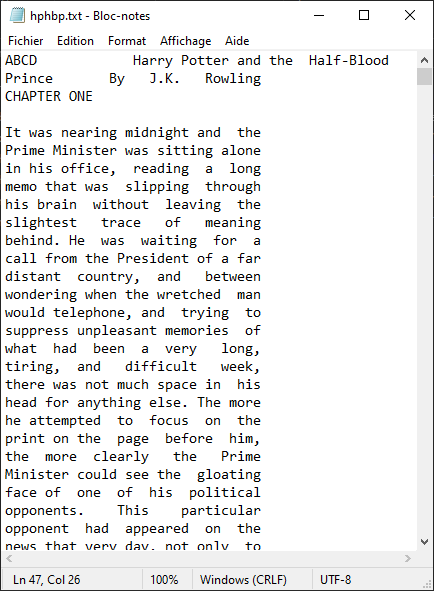 hphbp.txt - Bloc-notes
Fichier Edition Format Affichage Aide
ABCD Harry Potter and the Half-Blood
Prince By J.K. Rowling
CHAPTER ONE
It was nearing midnight and the
Prime Minister was sitting alone
in his office, reading a long
memo that was slipping through
his brain without leaving the
slightest trace of meaning
behind. He was waiting for a
call from the President of a far
distant country, and between
wondering when the wretched man
would telephone, and trying to
suppress unpleasant memories of
what had been a very long,
tiring, and difficult week,
there was not much space in his
head for anything else. The more
he attempted to focus on the
print on the page before him,
the more clearly the Prime
Minister could see the gloating
face of one of his political
opponents. This particular
opponent had appeared on the
news that very day, not only to
Ln 47, Col 26 100% Windows (CRLF) UTF-8